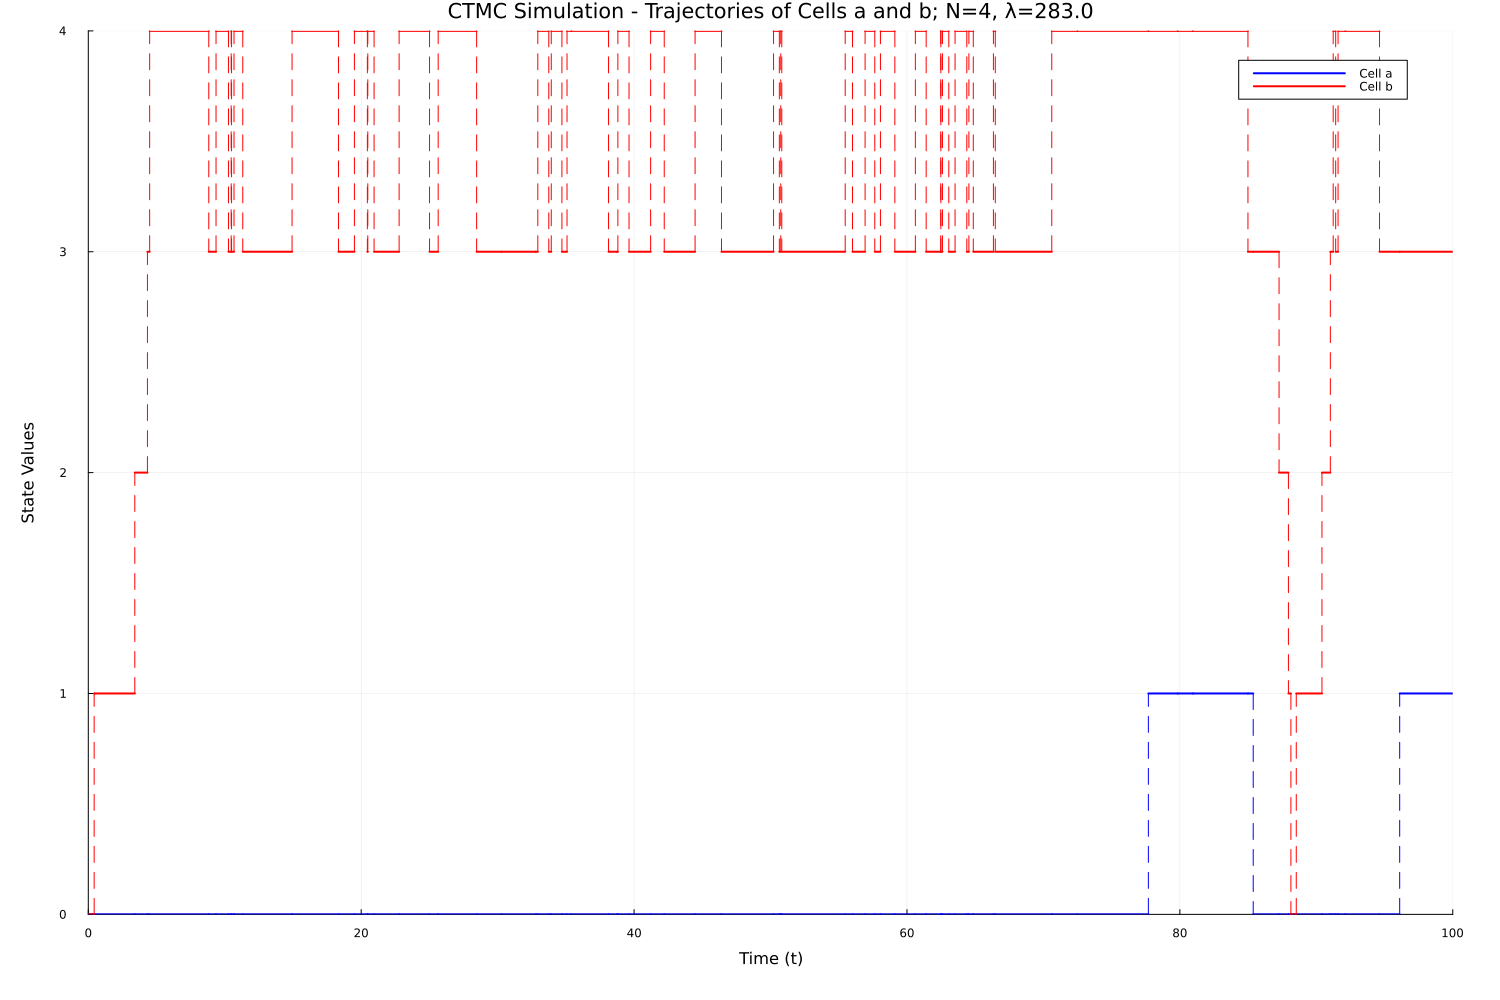 CTMC Simulation - Trajectories of Cells a and b; N=4, λ=283.0
4
Cell a
Cell b
3
State Values
2
1
0
0 20 40 60 80 100
Time (t)